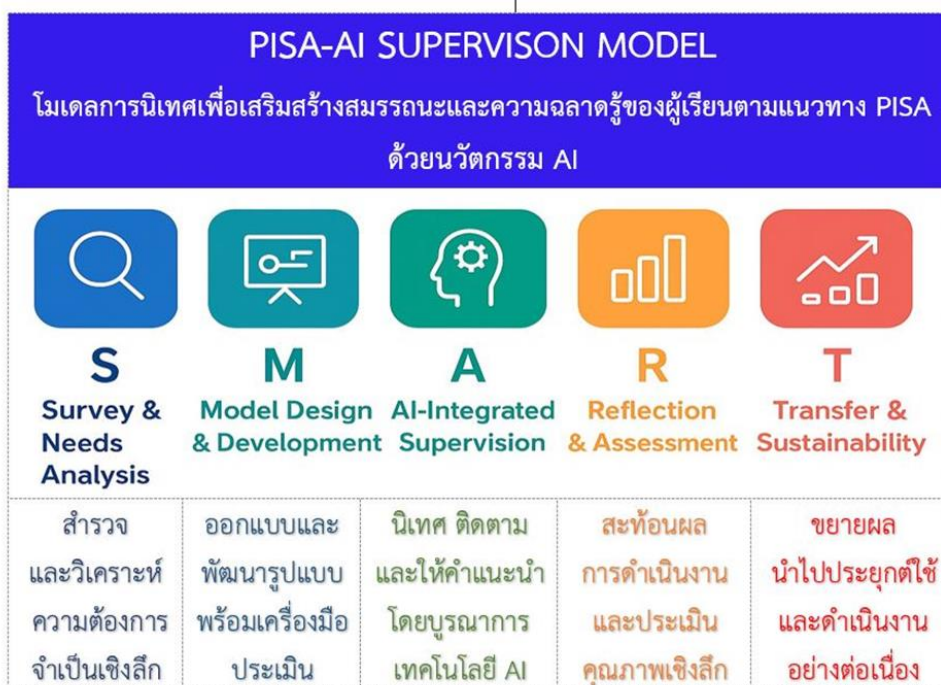 PISA-AI SUPERVISON MODEL
โมเดลการนิเทศเพื่อเสริมสร้างสมรรถนะและความฉลาดรู้ของผู้เรียนตามแนวทาง PISA
ด้วยนวัตกรรม AI
S
Survey &
Needs
Analysis
M
Model Design
& Development
A
AI-Integrated
Supervision
R
Reflection
& Assessment
T
Transfer &
Sustainability
สำรวจ
และวิเคราะห์
ความต้องการ
จำเป็นเชิงลึก
ออกแบบและ
พัฒนารูปแบบ
พร้อมเครื่องมือ
ประเมิน
นิเทศ ติดตาม
และให้คำแนะนำ
โดยบูรณาการ
เทคโนโลยี AI
สะท้อนผล
การดำเนินงาน
และประเมิน
คุณภาพเชิงลึก
ขยายผล
นำไปประยุกต์ใช้
และดำเนินงาน
อย่างต่อเนื่อง